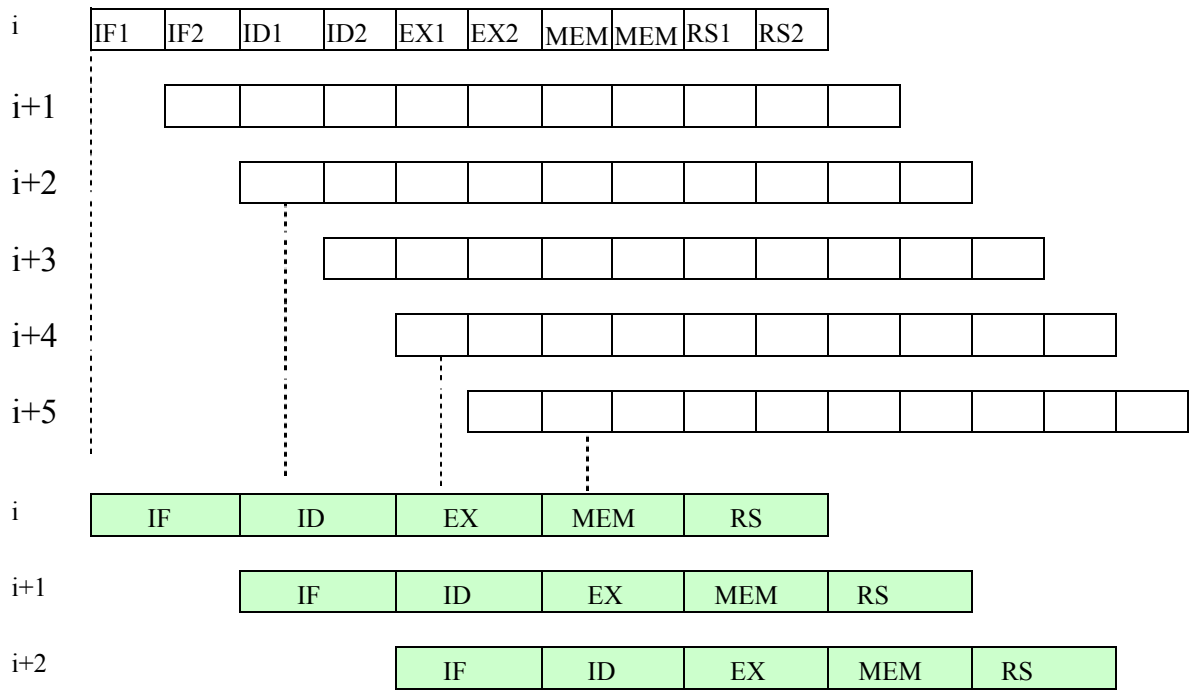 i IF1 IF2 ID1 ID2 EX1 EX2 MEM MEM RS1 RS2
i+1
i+2
i+3
i+4
i+5
i IF ID EX MEM RS
i+1 IF ID EX MEM RS
i+2 IF ID EX MEM RS